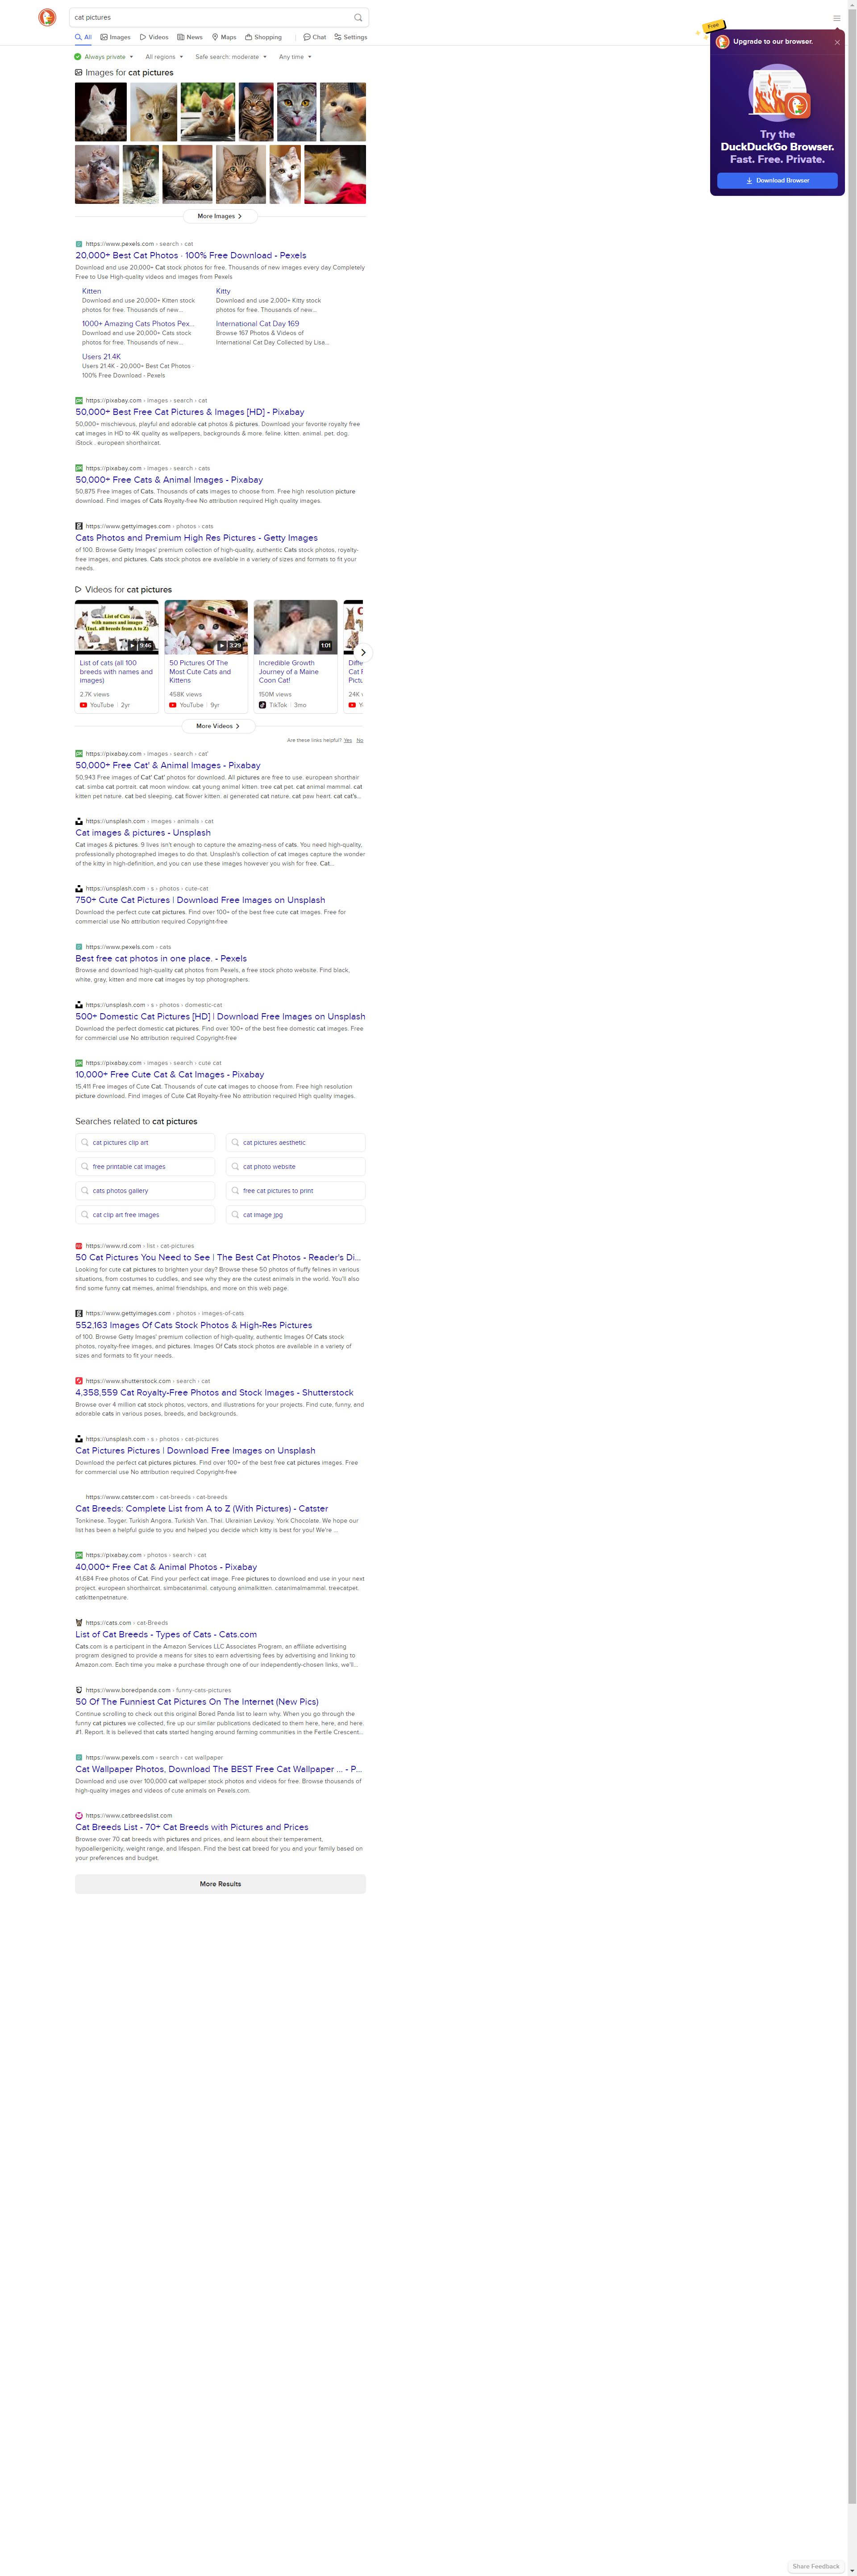 cat pictures
All
Images
Videos
News
Maps
Shopping
Chat
Settings
Free
Upgrade to our browser.
Try the
DuckDuckGo Browser.
Fast. Free. Private.
Download Browser
Always private
All regions
Safe search: moderate
Any time
Images for cat pictures
More Images
https://www.pexels.com › search › cat
20,000+ Best Cat Photos · 100% Free Download - Pexels
Download and use 20,000+ Cat stock photos for free. Thousands of new images every day Completely
Free to Use High-quality videos and images from Pexels
Kitten
Download and use 20,000+ Kitten stock
photos for free. Thousands of new...
Kitty
Download and use 2,000+ Kitty stock
photos for free. Thousands of new...
1000+ Amazing Cats Photos Pex...
Download and use 20,000+ Cats stock
photos for free. Thousands of new...
International Cat Day 169
Browse 167 Photos & Videos of
International Cat Day Collected by Lisa...
Users 21.4K
Users 21.4K - 20,000+ Best Cat Photos ·
100% Free Download - Pexels
https://pixabay.com › images › search › cat
50,000+ Best Free Cat Pictures & Images [HD] - Pixabay
50,000+ mischievous, playful and adorable cat photos & pictures. Download your favorite royalty free
cat images in HD to 4K quality as wallpapers, backgrounds & more. feline. kitten. animal. pet. dog.
iStock . european shorthaircat.
https://pixabay.com › images › search › cats
50,000+ Free Cats & Animal Images - Pixabay
50,875 Free images of Cats. Thousands of cats images to choose from. Free high resolution picture
download. Find images of Cats Royalty-free No attribution required High quality images.
https://www.gettyimages.com › photos › cats
Cats Photos and Premium High Res Pictures - Getty Images
of 100. Browse Getty Images' premium collection of high-quality, authentic Cats stock photos, royalty-
free images, and pictures. Cats stock photos are available in a variety of sizes and formats to fit your
needs.
Videos for cat pictures
List of Cats
with names and images
(Incl. all breeds from A to Z)
9:46
3:29
1:01
List of cats (all 100
breeds with names and
images)
2.7K views
YouTube | 2yr
50 Pictures Of The
Most Cute Cats and
Kittens
458K views
YouTube | 9yr
Incredible Growth
Journey of a Maine
Coon Cat!
150M views
TikTok | 3mo
24K
More Videos
Are these links helpful? Yes No
https://pixabay.com › images › search › cat'
50,000+ Free Cat' & Animal Images - Pixabay
50,943 Free images of Cat' Cat' photos for download. All pictures are free to use. european shorthair
cat. simba cat portrait. cat moon window. cat young animal kitten. tree cat pet. cat animal mammal. cat
kitten pet nature. cat bed sleeping. cat flower kitten. ai generated cat nature. cat paw heart. cat cat's...
https://unsplash.com › images › animals › cat
Cat images & pictures - Unsplash
Cat images & pictures. 9 lives isn't enough to capture the amazing-ness of cats. You need high-quality,
professionally photographed images to do that. Unsplash's collection of cat images capture the wonder
of the kitty in high-definition, and you can use these images however you wish for free. Cat...
https://unsplash.com › s › photos › cute-cat
750+ Cute Cat Pictures | Download Free Images on Unsplash
Download the perfect cute cat pictures. Find over 100+ of the best free cute cat images. Free for
commercial use No attribution required Copyright-free
https://www.pexels.com › cats
Best free cat photos in one place. - Pexels
Browse and download high-quality cat photos from Pexels, a free stock photo website. Find black,
white, gray, kitten and more cat images by top photographers.
https://unsplash.com › s › photos › domestic-cat
500+ Domestic Cat Pictures [HD] | Download Free Images on Unsplash
Download the perfect domestic cat pictures. Find over 100+ of the best free domestic cat images. Free
for commercial use No attribution required Copyright-free
https://pixabay.com › images › search › cute cat
10,000+ Free Cute Cat & Cat Images - Pixabay
15,411 Free images of Cute Cat. Thousands of cute cat images to choose from. Free high resolution
picture download. Find images of Cute Cat Royalty-free No attribution required High quality images.
Searches related to cat pictures
cat pictures clip art
cat pictures aesthetic
free printable cat images
cat photo website
cats photos gallery
free cat pictures to print
cat clip art free images
cat image jpg
https://www.rd.com › list › cat-pictures
50 Cat Pictures You Need to See | The Best Cat Photos - Reader's Di...
Looking for cute cat pictures to brighten your day? Browse these 50 photos of fluffy felines in various
situations, from costumes to cuddles, and see why they are the cutest animals in the world. You'll also
find some funny cat memes, animal friendships, and more on this web page.
https://www.gettyimages.com › photos › images-of-cats
552,163 Images Of Cats Stock Photos & High-Res Pictures
of 100. Browse Getty Images' premium collection of high-quality, authentic Images Of Cats stock
photos, royalty-free images, and pictures. Images Of Cats stock photos are available in a variety of
sizes and formats to fit your needs.
https://www.shutterstock.com › search › cat
4,358,559 Cat Royalty-Free Photos and Stock Images - Shutterstock
Browse over 4 million cat stock photos, vectors, and illustrations for your projects. Find cute, funny, and
adorable cats in various poses, breeds, and backgrounds.
https://unsplash.com › s › photos › cat-pictures
Cat Pictures Pictures | Download Free Images on Unsplash
Download the perfect cat pictures pictures. Find over 100+ of the best free cat pictures images. Free
for commercial use No attribution required Copyright-free
https://www.catster.com › cat-breeds › cat-breeds
Cat Breeds: Complete List from A to Z (With Pictures) - Catster
Tonkinese. Toyger. Turkish Angora. Turkish Van. Thai. Ukrainian Levkoy. York Chocolate. We hope our
list has been a helpful guide to you and helped you decide which kitty is best for you! We're ...
https://pixabay.com › photos › search › cat
40,000+ Free Cat & Animal Photos - Pixabay
41,684 Free photos of Cat. Find your perfect cat image. Free pictures to download and use in your next
project. european shorthaircat. simbacatanimal. catyoung animalkitten. catanimalmammal. treecatpet.
catkittenpetnature.
https://cats.com › cat-Breeds
List of Cat Breeds - Types of Cats - Cats.com
Cats.com is a participant in the Amazon Services LLC Associates Program, an affiliate advertising
program designed to provide a means for sites to earn advertising fees by advertising and linking to
Amazon.com. Each time you make a purchase through one of our independently-chosen links, we'll...
https://www.boredpanda.com › funny-cats-pictures
50 Of The Funniest Cat Pictures On The Internet (New Pics)
Continue scrolling to check out this original Bored Panda list to learn why. When you go through the
funny cat pictures we collected, fire up our similar publications dedicated to them here, here, and here.
#1. Report. It is believed that cats started hanging around farming communities in the Fertile Crescent...
https://www.pexels.com › search › cat wallpaper
Cat Wallpaper Photos, Download The BEST Free Cat Wallpaper ... - P...
Download and use over 100,000 cat wallpaper stock photos and videos for free. Browse thousands of
high-quality images and videos of cute animals on Pexels.com.
https://www.catbreedslist.com
Cat Breeds List - 70+ Cat Breeds with Pictures and Prices
Browse over 70 cat breeds with pictures and prices, and learn about their temperament,
hypoallergenicity, weight range, and lifespan. Find the best cat breed for you and your family based on
your preferences and budget.
More Results
Share Feedback